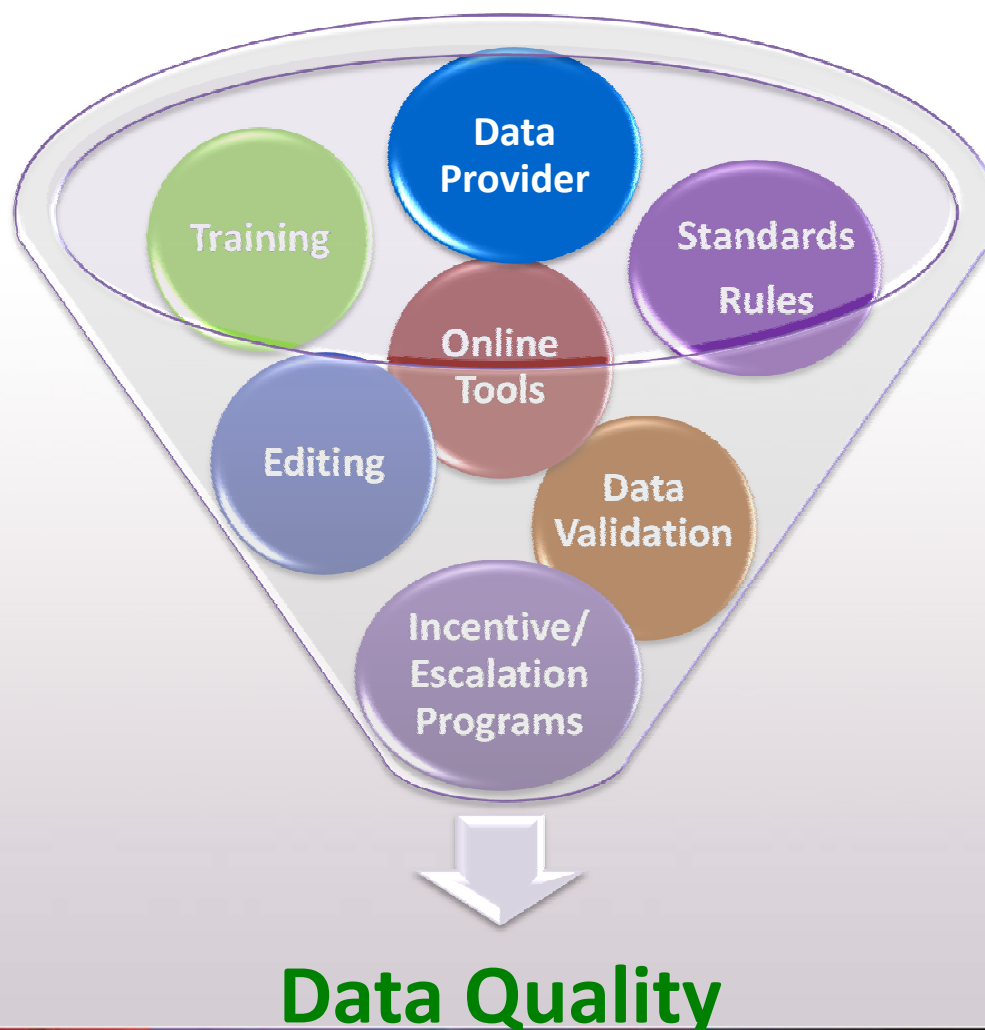 Data
Provider
Training
Standards
Rules
Online
Tools
Editing
Data
Validation
Incentive/
Escalation
Programs
Data Quality